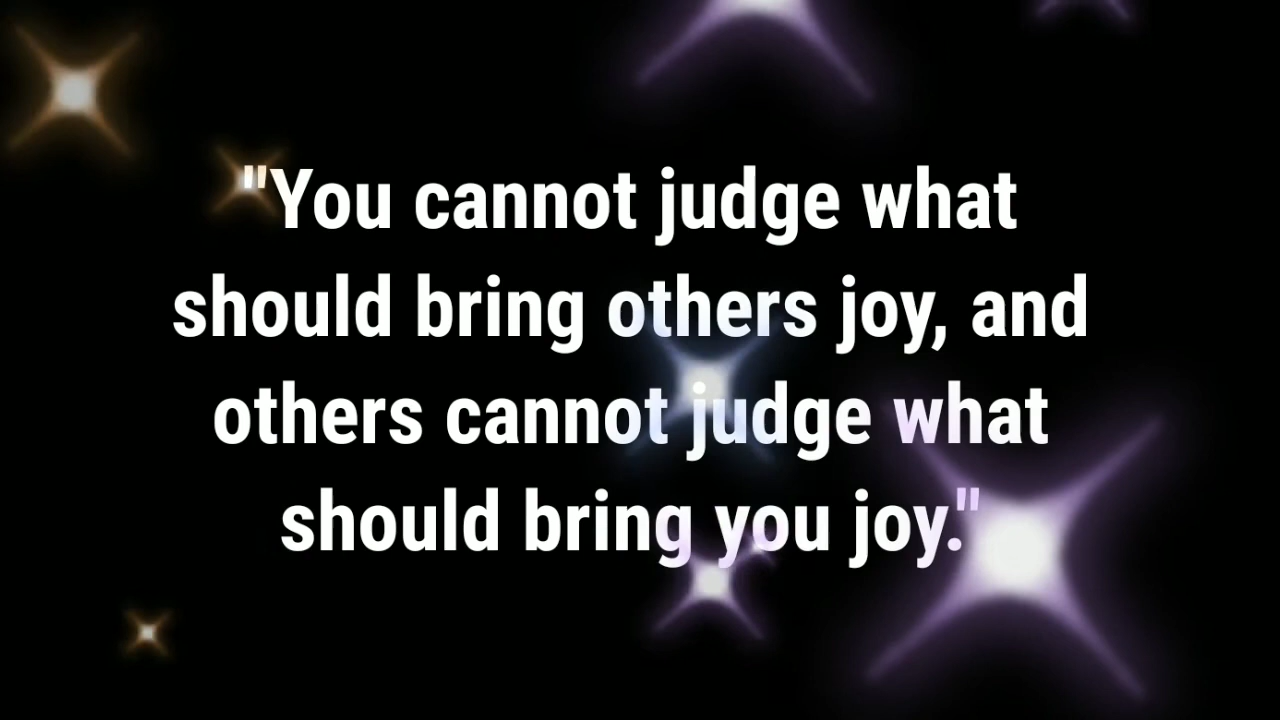 "You cannot judge what
should bring others joy, and
others cannot judge what
should bring you joy."